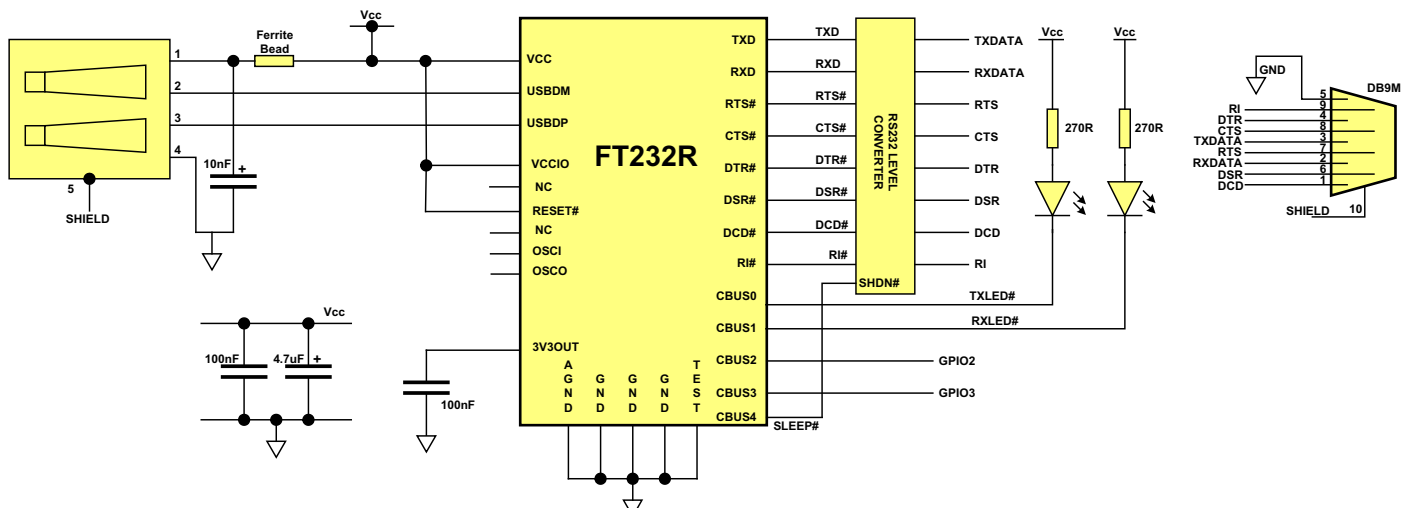 Vcc
Ferrite
Bead
1
2
3
4
5
SHIELD
10nF
+
VCC
USBDM
USBDP
VCCIO
NC
RESET#
NC
OSCI
OSCO
3V3OUT
FT232R
TXD
RXD
RTS#
CTS#
DTR#
DSR#
DCD#
RI#
CBUS0
CBUS1
CBUS2
CBUS3
CBUS4
AGND
GND
GND
GND
TEST
TXD
RXD
RTS#
CTS#
DTR#
DSR#
DCD#
RI#
RS232 LEVEL
CONVERTER
SHDN#
TXDATA
RXDATA
RTS
CTS
DTR
DSR
DCD
RI
TXLED#
RXLED#
GPIO2
GPIO3
SLEEP#
Vcc
Vcc
270R
270R
GND
DB9M
RI
DTR
CTS
TXDATA
RTS
RXDATA
DSR
DCD
5
9
4
8
3
7
2
6
1
SHIELD
10
Vcc
100nF
4.7uF
+
100nF